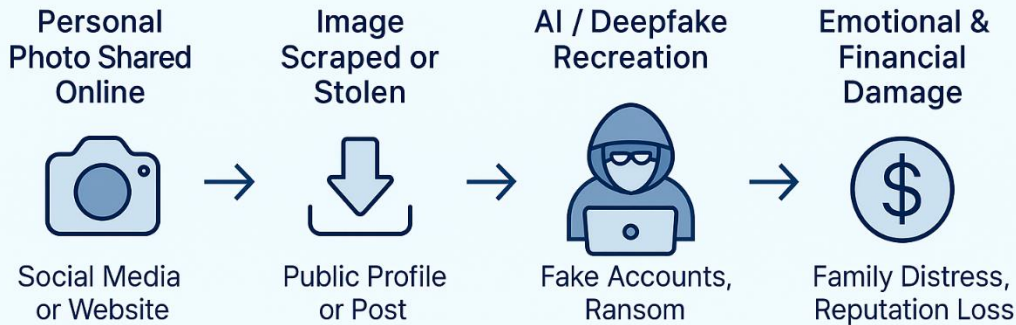 Personal
Photo Shared
Online
Image
Scraped or
Stolen
AI / Deepfake
Recreation
Emotional &
Financial
Damage
$
Social Media
or Website
Public Profile
or Post
Fake Accounts,
Ransom
Family Distress,
Reputation Loss